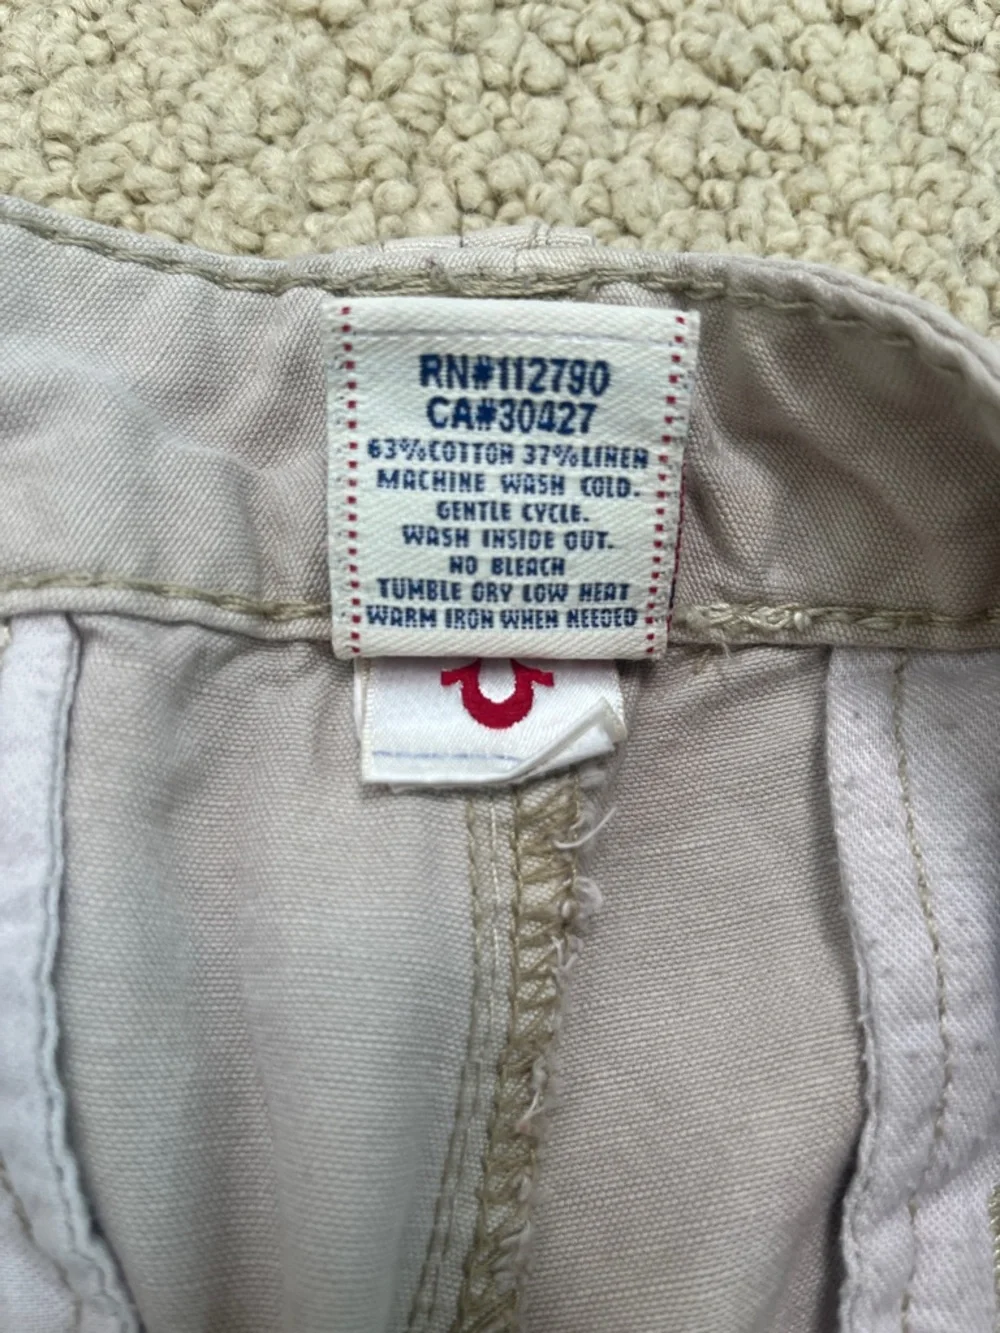 RN#112790
CA#30427
63%COTTON 37%LINEN
MACHINE WASH COLD.
GENTLE CYCLE.
WASH INSIDE OUT.
NO BLEACH
TUMBLE DRY LOW HEAT
WARM IRON WHEN NEEDED